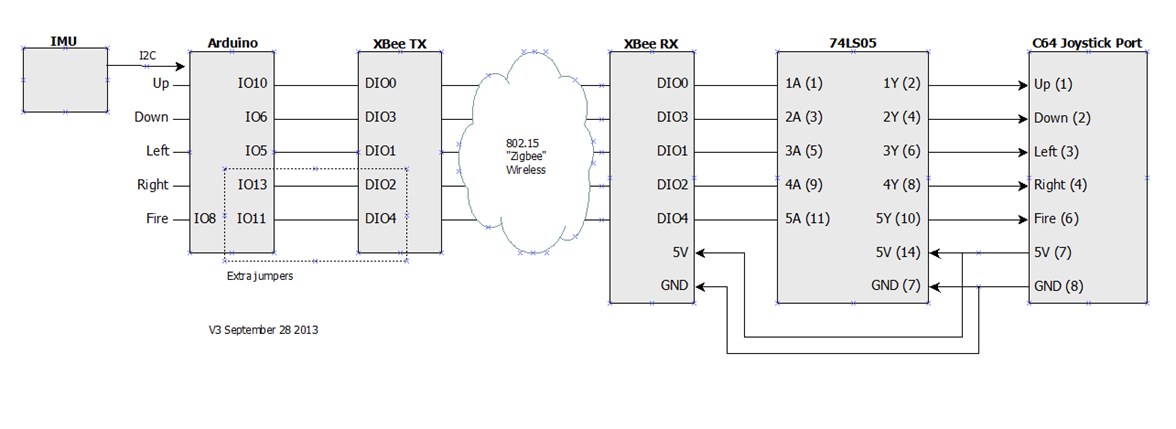 IMU
Arduino
XBee TX
XBee RX
74LS05
C64 Joystick Port
I2C
Up
IO10
DIO0
DIO0
1A (1)
1Y (2)
Up (1)
Down
IO6
DIO3
DIO3
2A (3)
2Y (4)
Down (2)
Left
IO5
DIO1
802.15
"Zigbee"
Wireless
DIO1
3A (5)
3Y (6)
Left (3)
Right
IO13
DIO2
DIO2
4A (9)
4Y (8)
Right (4)
Fire
IO8
IO11
DIO4
DIO4
5A (11)
5Y (10)
Fire (6)
5V
5V (14)
5V (7)
GND
GND (7)
GND (8)
Extra jumpers
V3 September 28 2013